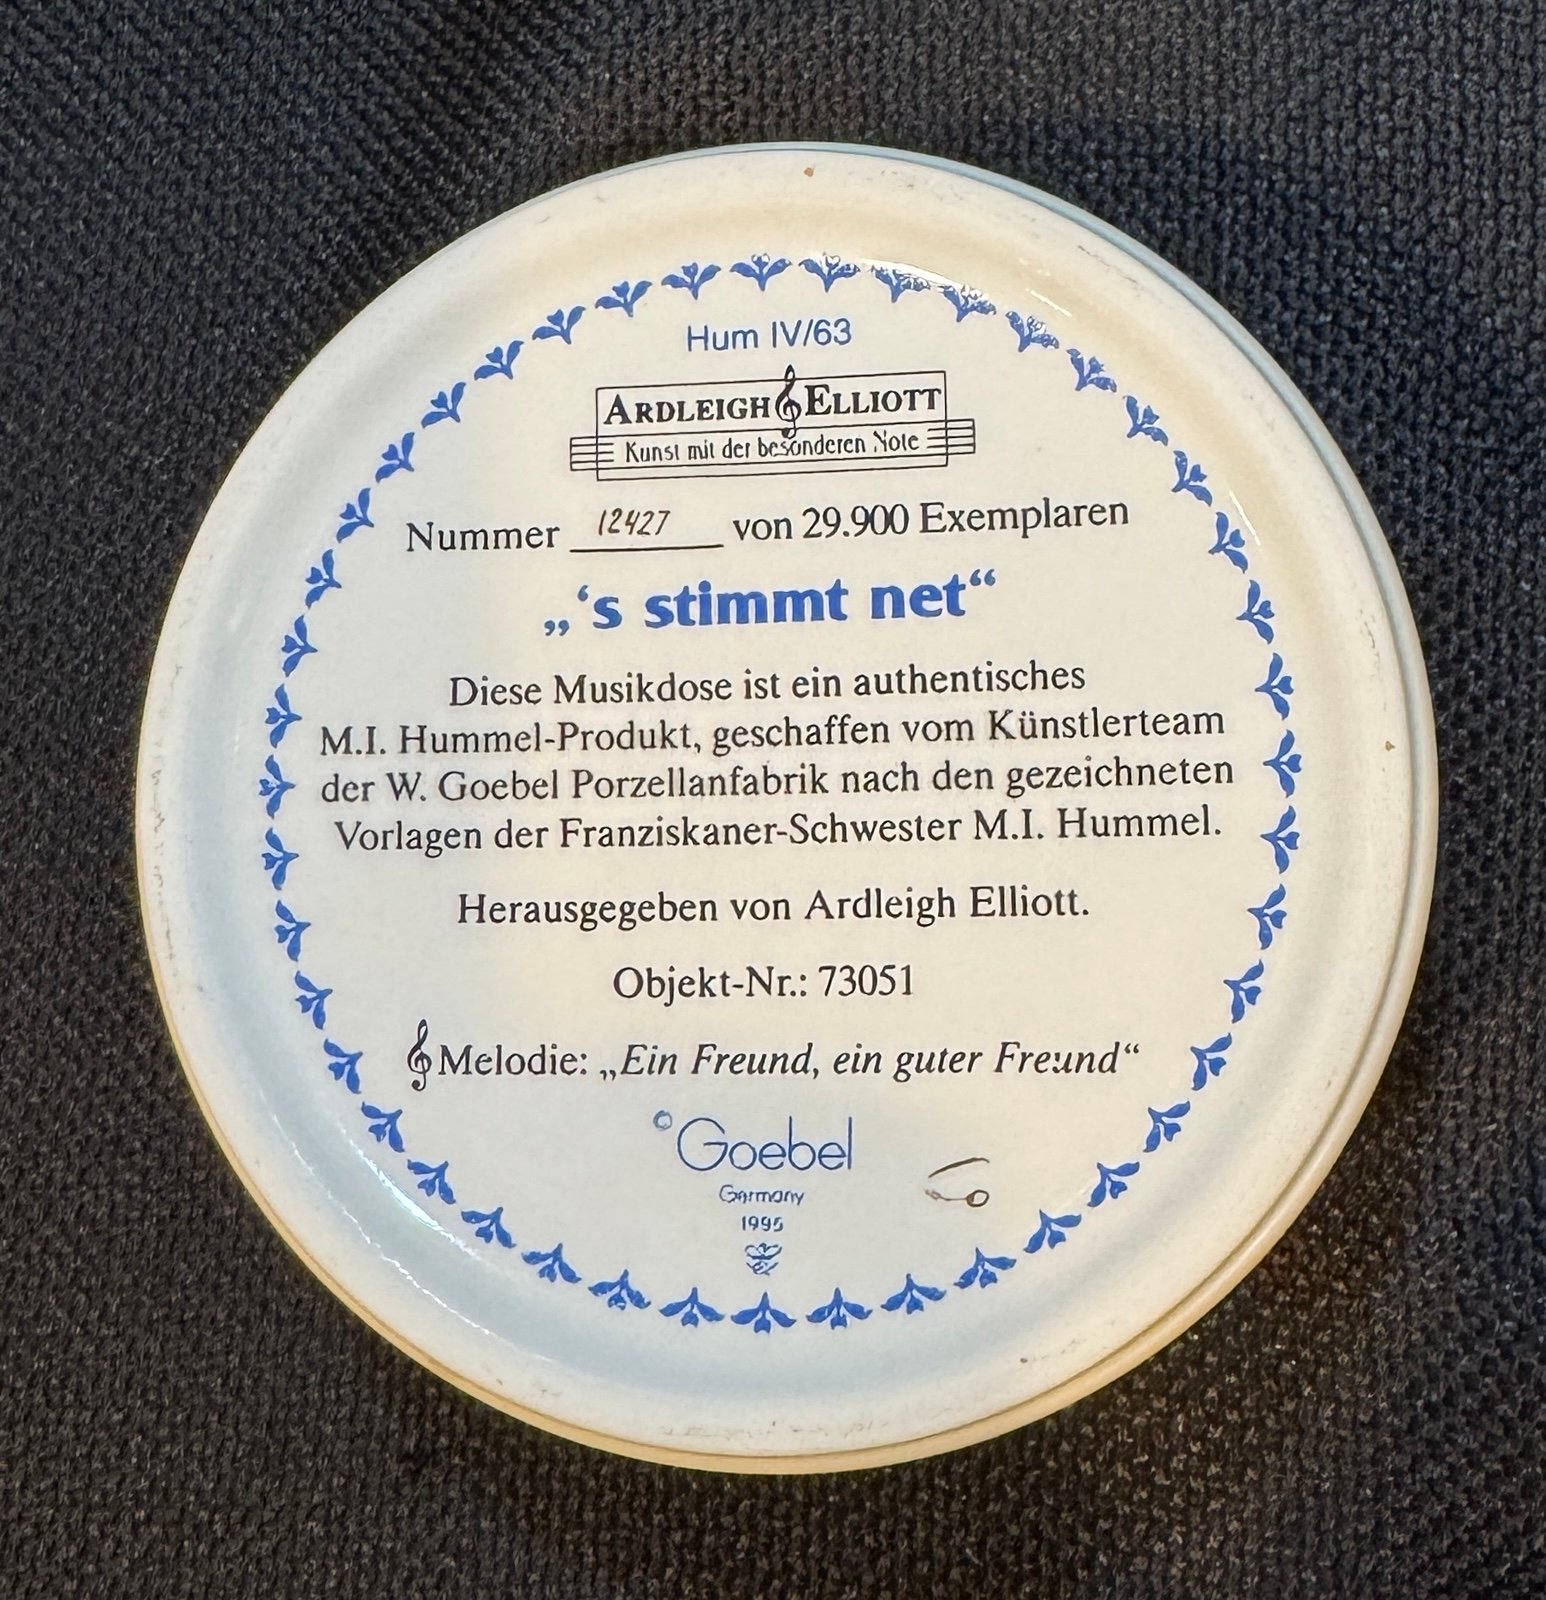 Hum IV/63
ARDLEIGH ELLIOTT
Kunst mit der besonderen Note
Nummer 12427 von 29.900 Exemplaren
„‘s stimmt net“
Diese Musikdose ist ein authentisches
M.I. Hummel-Produkt, geschaffen vom Künstlerteam
der W. Goebel Porzellanfabrik nach den gezeichneten
Vorlagen der Franziskaner-Schwester M.I. Hummel.
Herausgegeben von Ardleigh Elliott.
Objekt-Nr.: 73051
Melodie: „Ein Freund, ein guter Freund“
©Goebel
Germany
1995